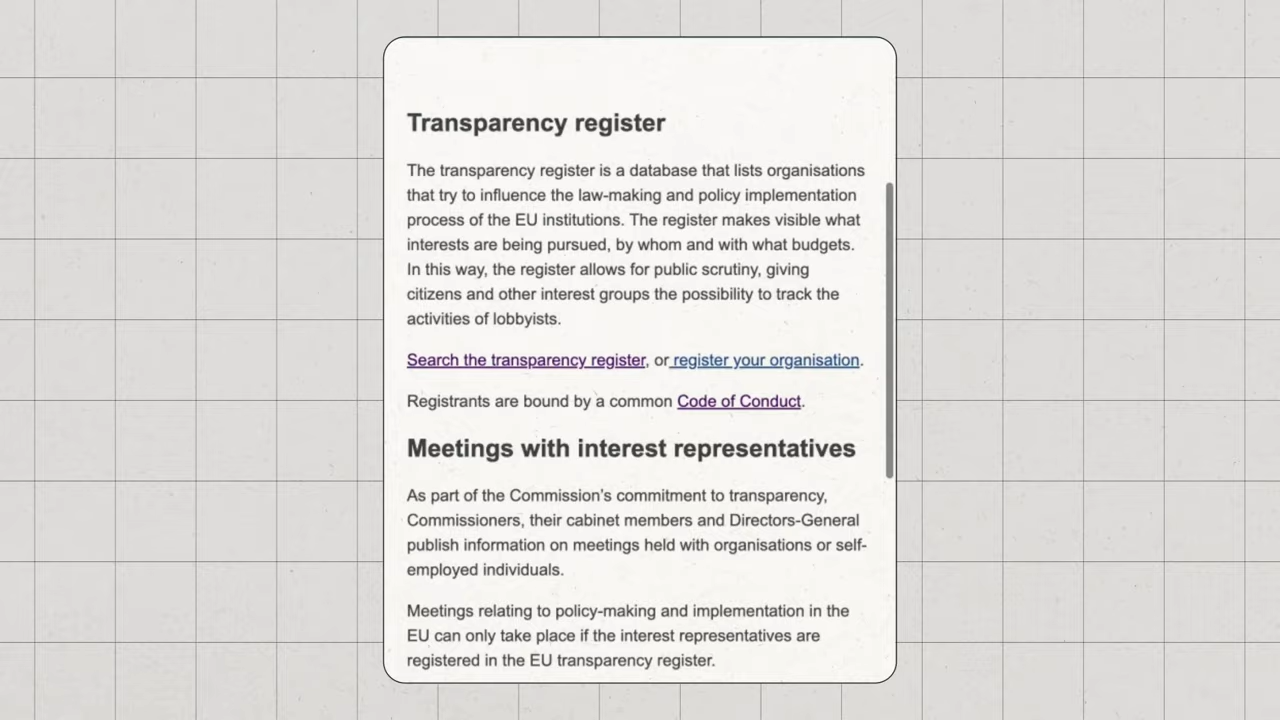 Transparency register
The transparency register is a database that lists organisations
that try to influence the law-making and policy implementation
process of the EU institutions. The register makes visible what
interests are being pursued, by whom and with what budgets.
In this way, the register allows for public scrutiny, giving
citizens and other interest groups the possibility to track the
activities of lobbyists.
Search the transparency register, or register your organisation.
Registrants are bound by a common Code of Conduct.
Meetings with interest representatives
As part of the Commission's commitment to transparency,
Commissioners, their cabinet members and Directors-General
publish information on meetings held with organisations or self-
employed individuals.
Meetings relating to policy-making and implementation in the
EU can only take place if the interest representatives are
registered in the EU transparency register.